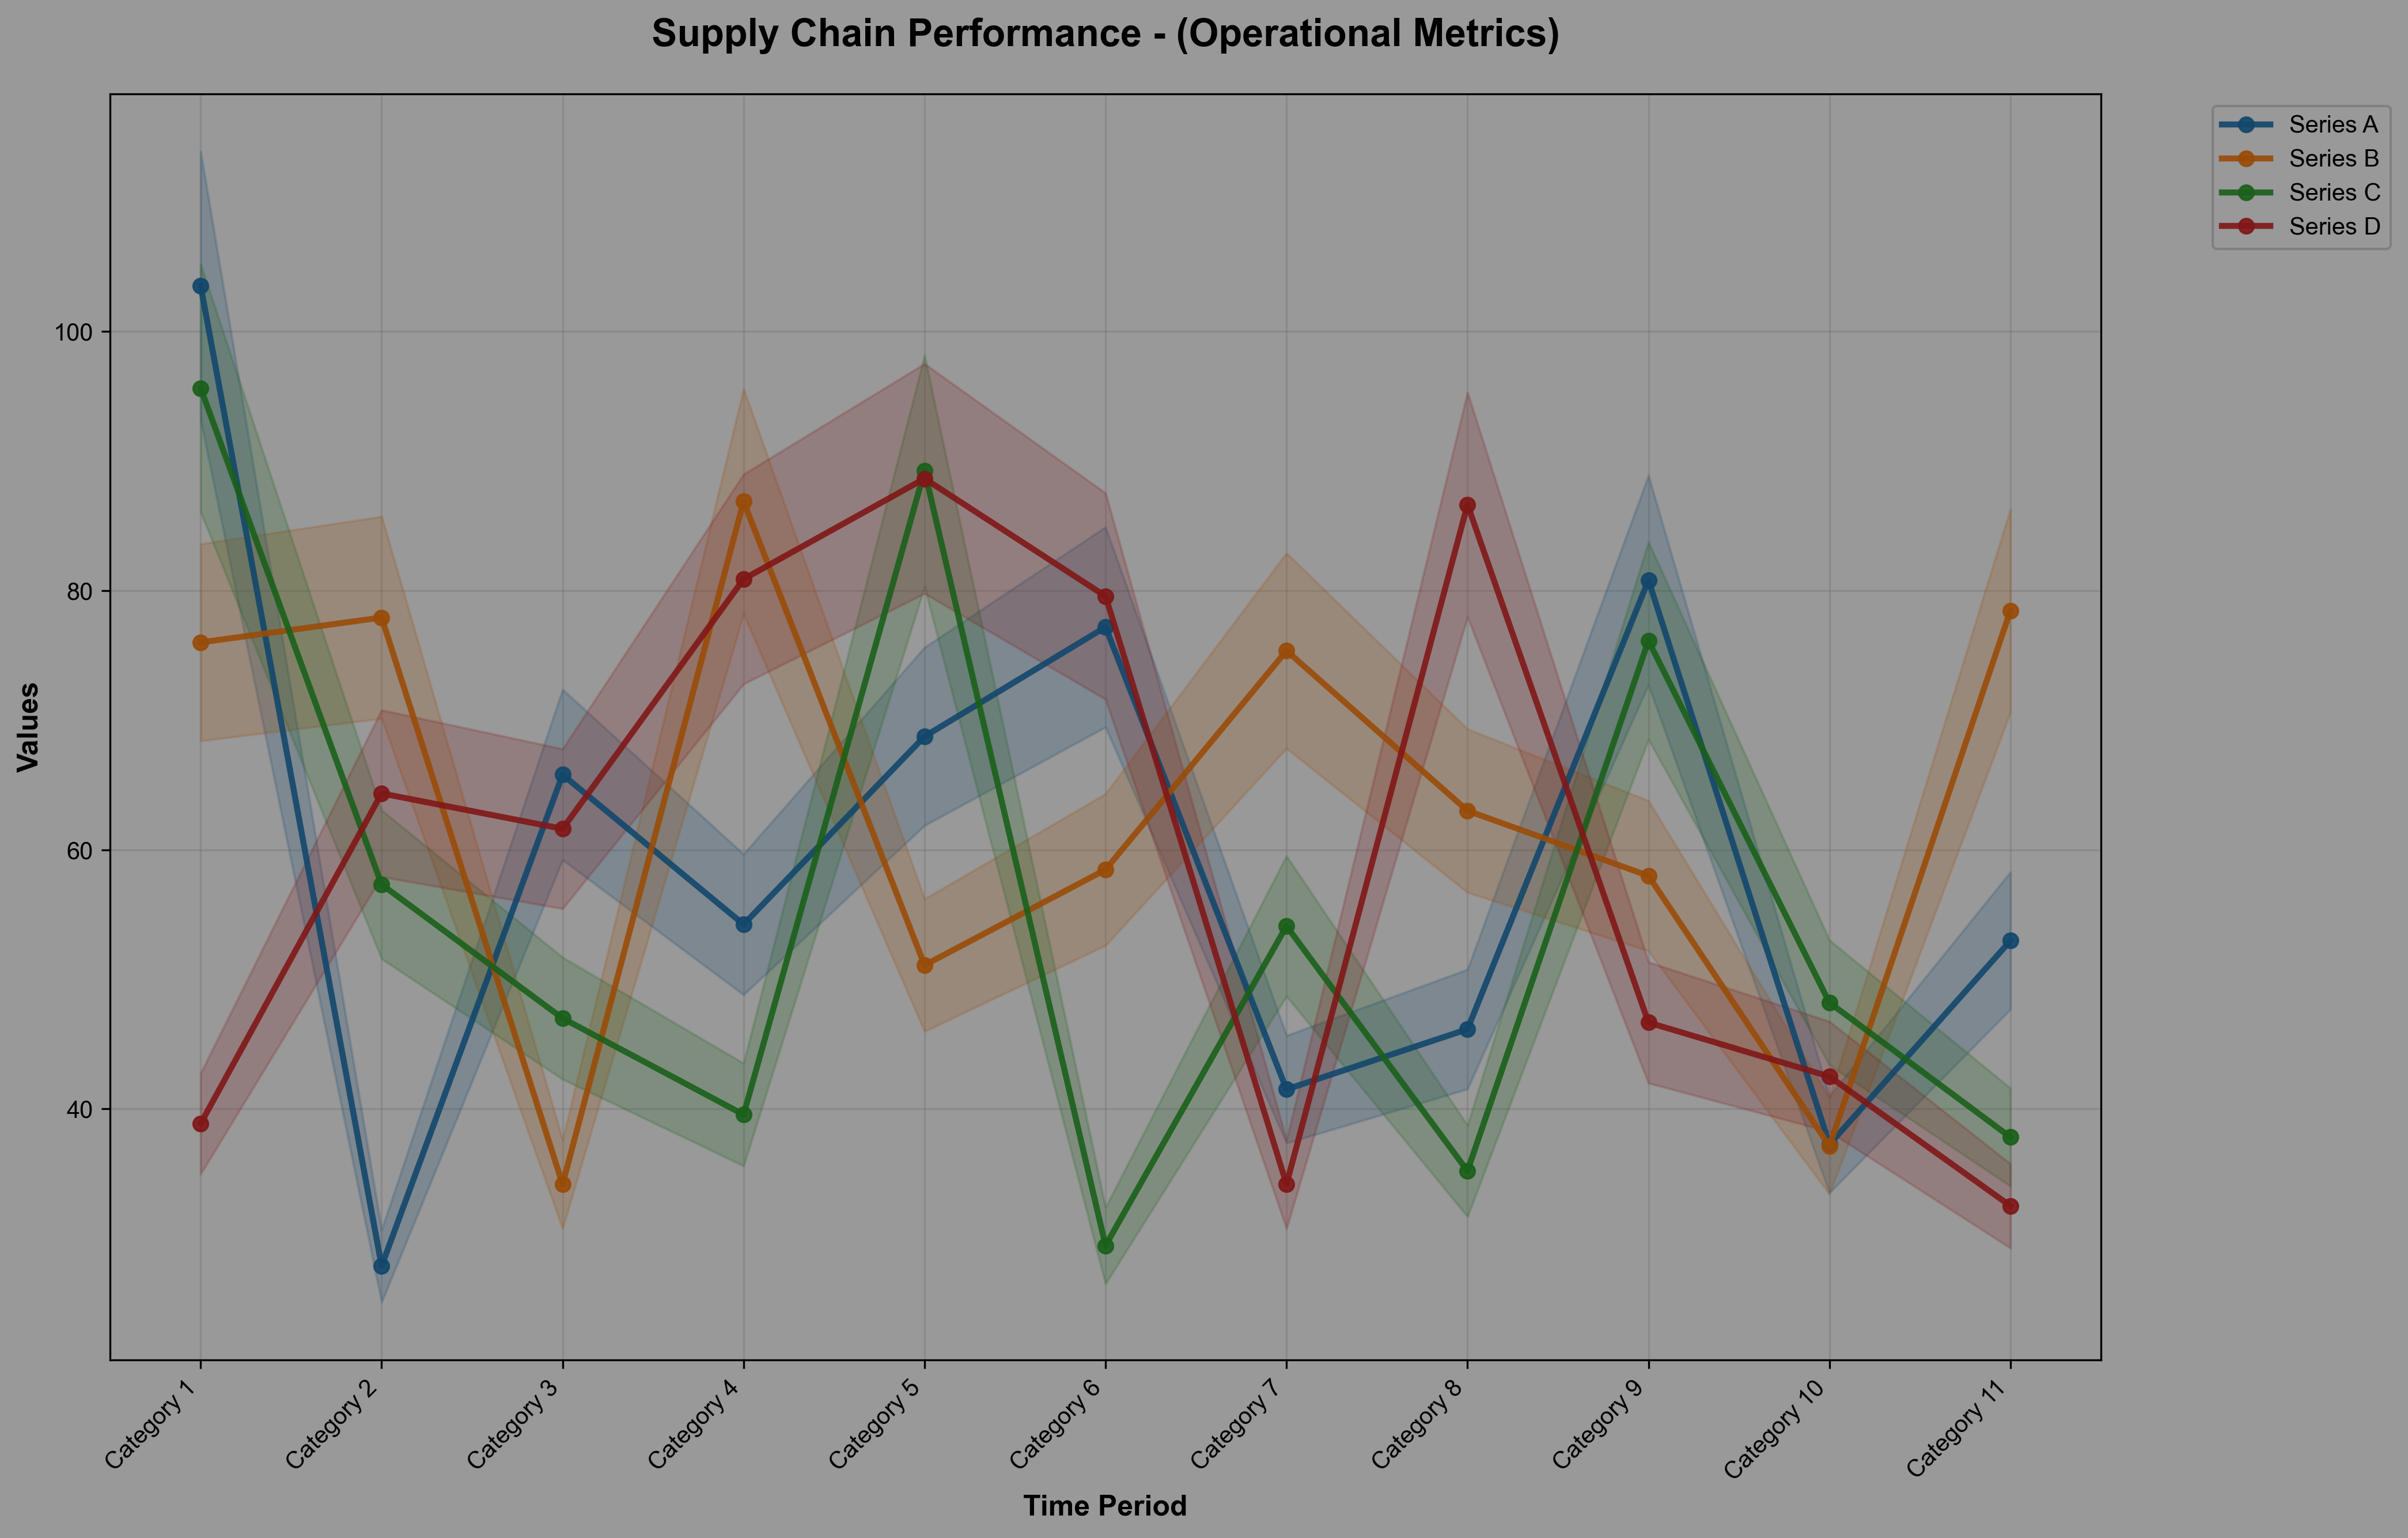 Supply Chain Performance - (Operational Metrics)
Series A
Series B
Series C
Series D
Values
100
80
60
40
Category 1
Category 2
Category 3
Category 4
Category 5
Category 6
Category 7
Category 8
Category 9
Category 10
Category 11
Time Period